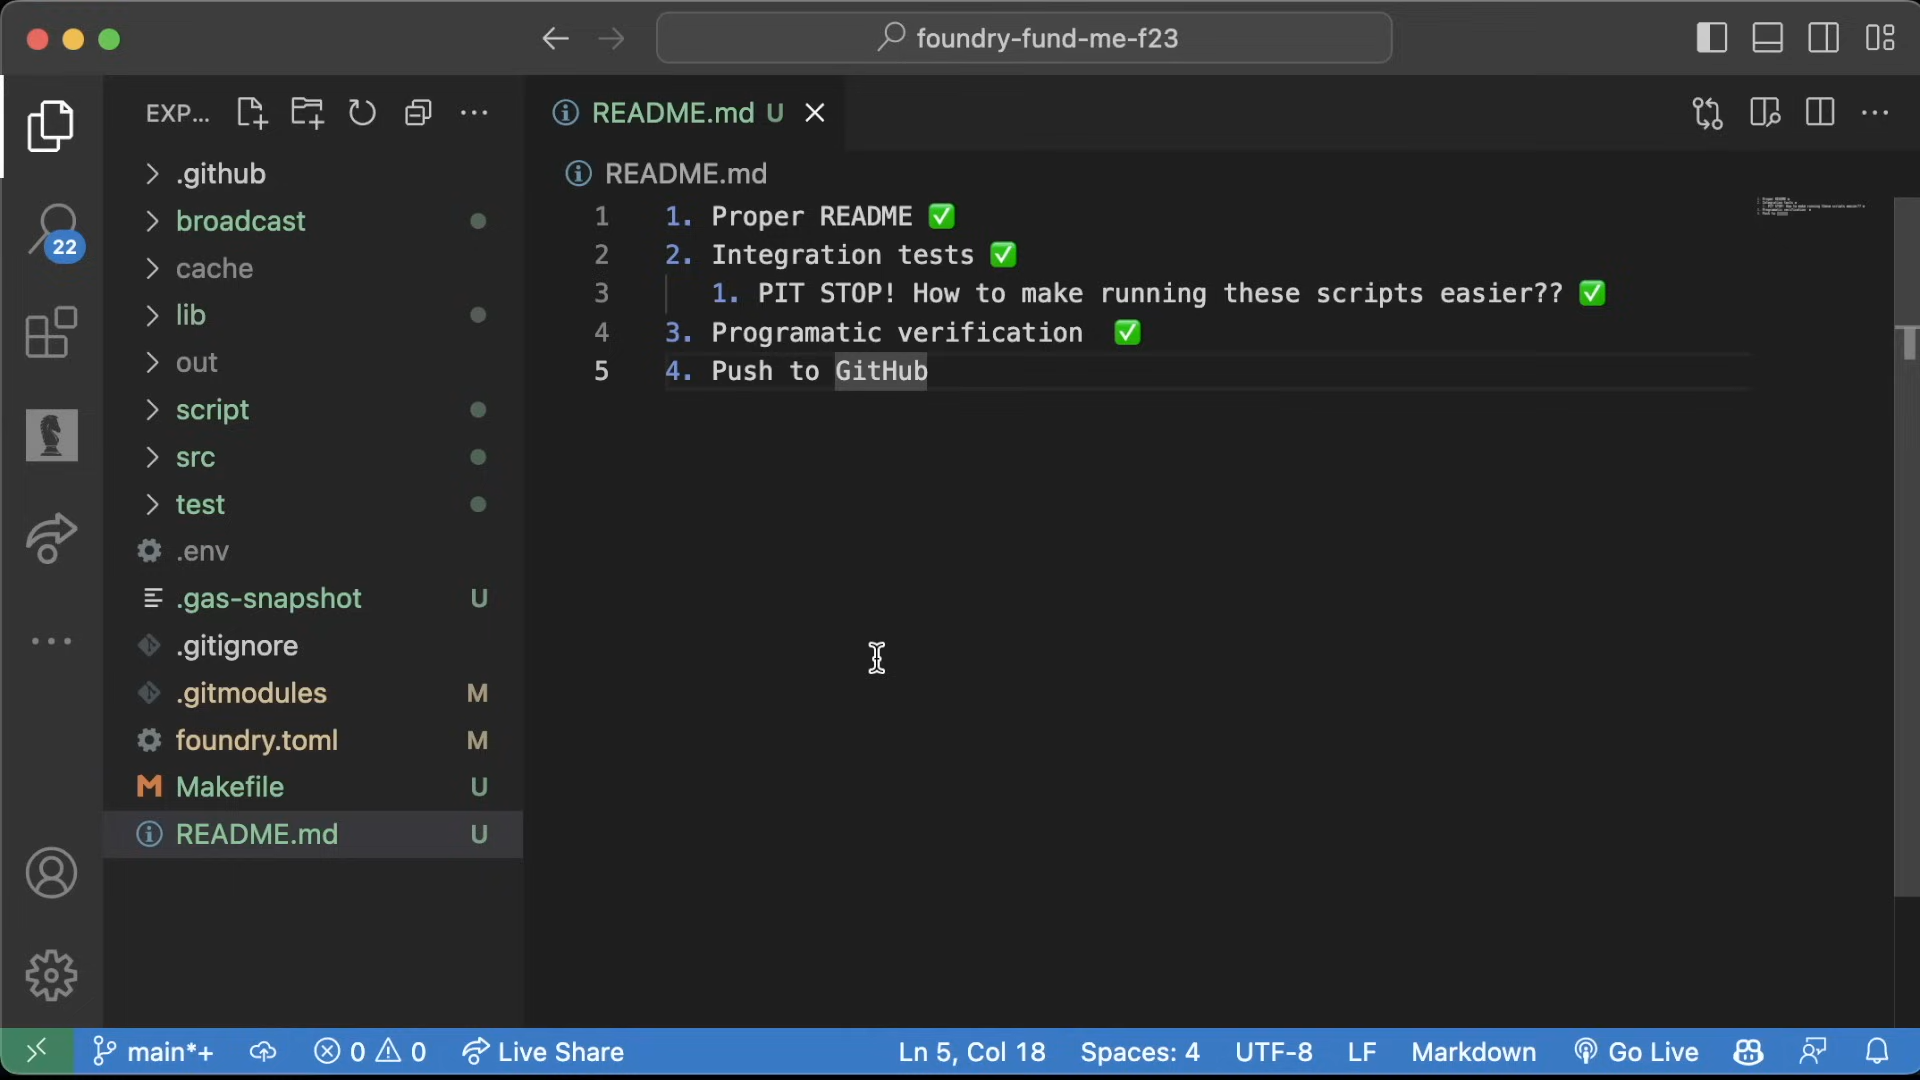 foundry-fund-me-f23
EXP...
README.md U
.github
README.md
1 1. Proper README ✅
broadcast
2 2. Integration tests ✅
22
cache
3 1. PIT STOP! How to make running these scripts easier?? ✅
lib
4 3. Programatic verification ✅
out
5 4. Push to GitHub
script
src
test
.env
.gas-snapshot U
.gitignore
.gitmodules M
foundry.toml M
Makefile U
README.md U
main*+ 0 0 Live Share Ln 5, Col 18 Spaces: 4 UTF-8 LF Markdown Go Live